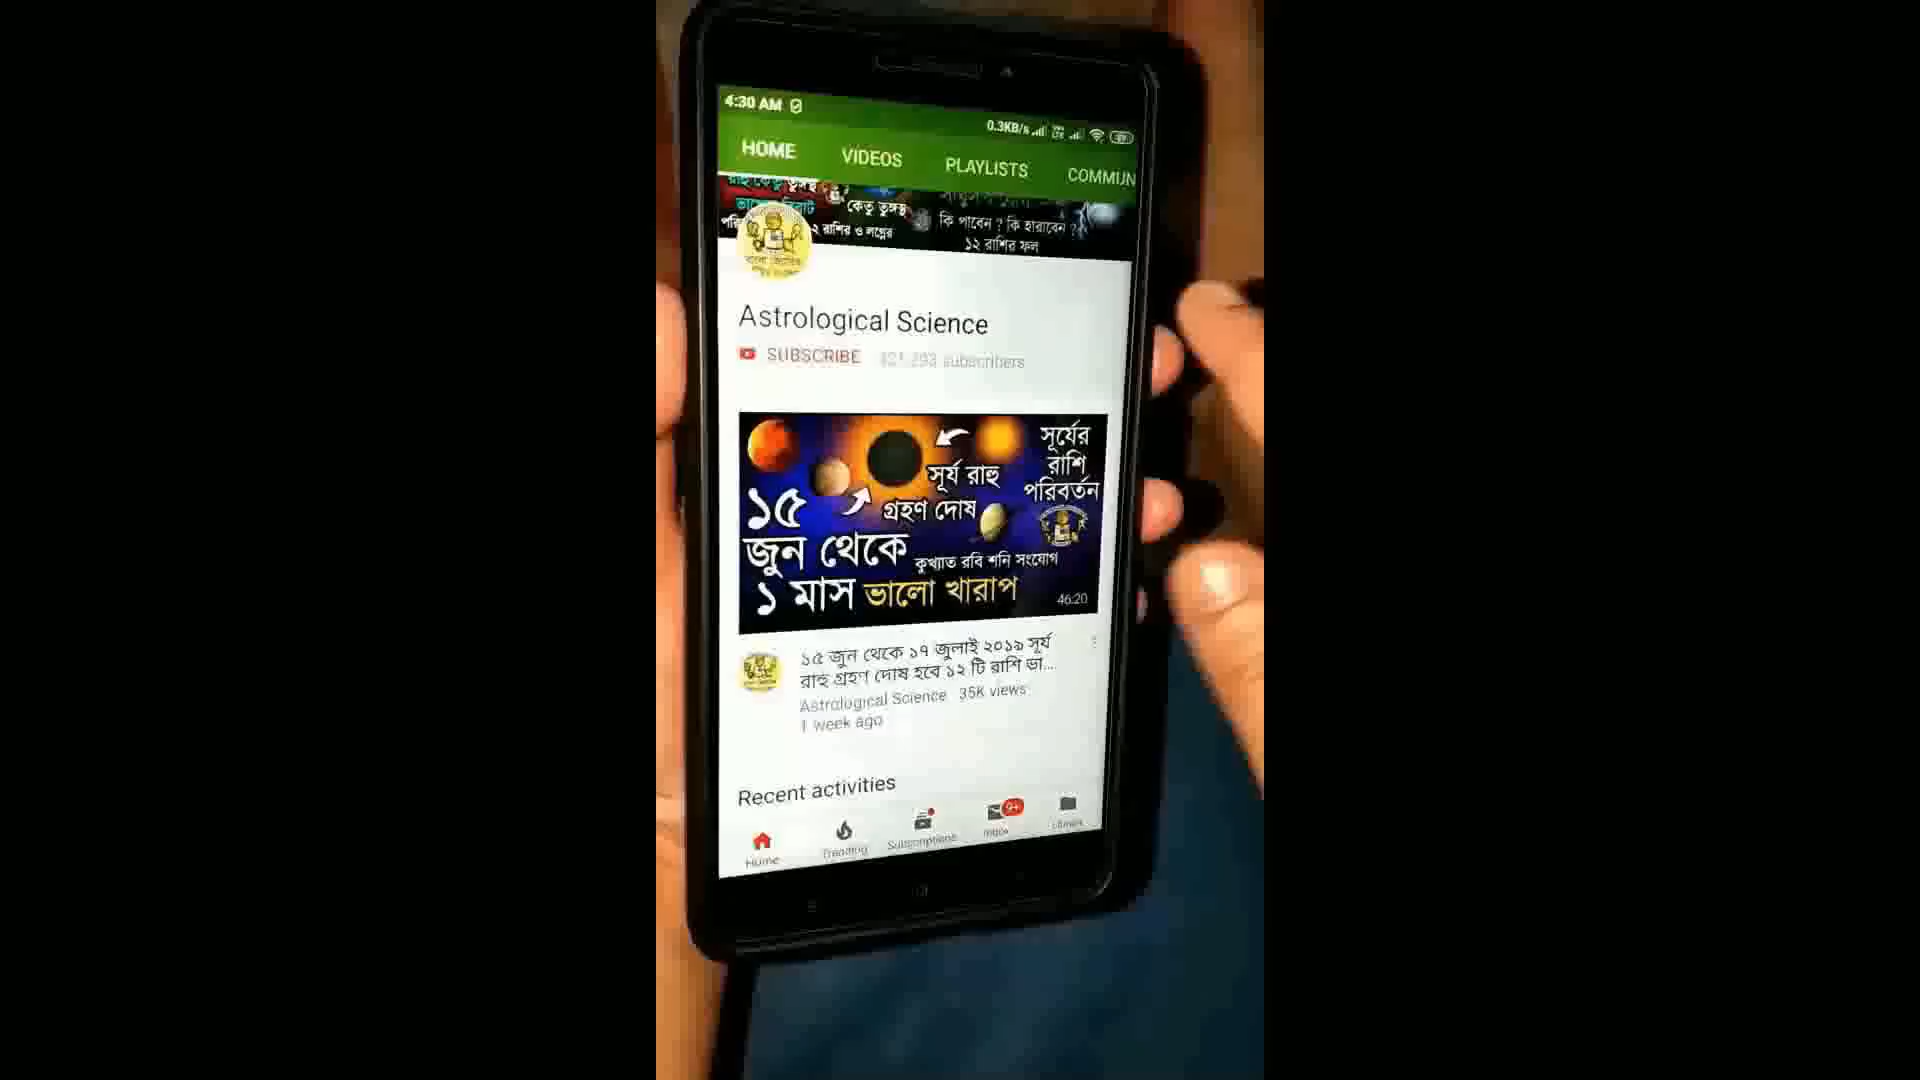 4:30 AM
0.3KB/s
HOME VIDEOS PLAYLISTS COMMUN
রাহু কেতু তুঙ্গস্থ
কেতু তুঙ্গস্থ
২ রাশির ও লগ্নের
কি পাবেন ? কি হারাবেন ?
১২ রাশির ফল
Astrological Science
SUBSCRIBE subscribers
সূর্যের
রাশি
পরিবর্তন
সূর্য রাহু
গ্রহণ দোষ
১৫
জুন থেকে
কুখ্যাত রবি শনি সংযোগ
১ মাস ভালো খারাপ
46:20
১৫ জুন থেকে ১৭ জুলাই ২০১৯ সূর্য
রাহু গ্রহণ দোষ হবে ১২ টি রাশি ভা...
Astrological Science 35K views
1 week ago
Recent activities
9+
Home Trending Subscriptions Inbox Library